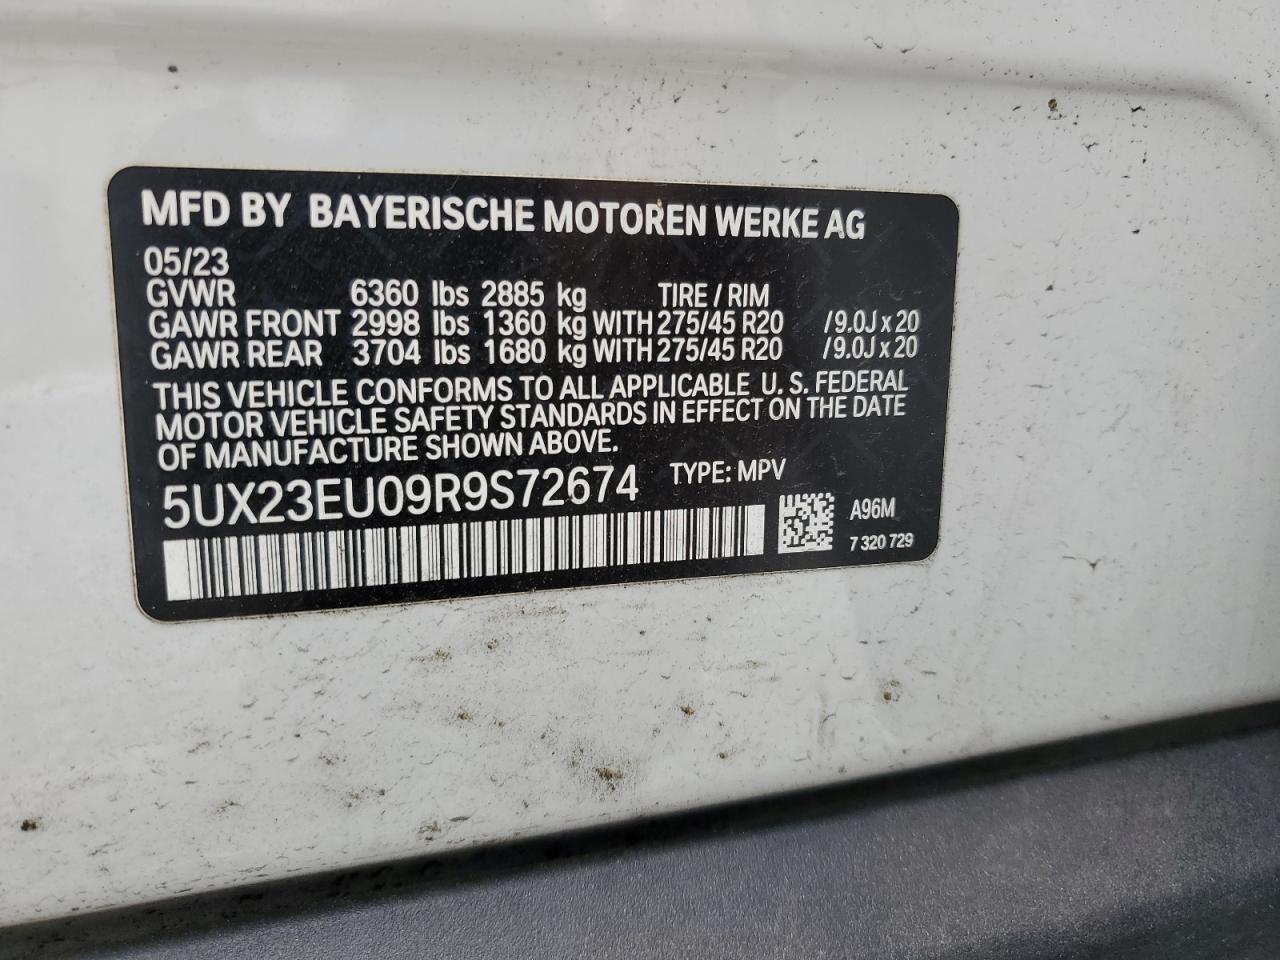 MFD BY BAYERISCHE MOTOREN WERKE AG
05/23
GVWR 6360 lbs 2885 kg TIRE / RIM
GAWR FRONT 2998 lbs 1360 kg WITH 275/45 R20 / 9.0J x 20
GAWR REAR 3704 lbs 1680 kg WITH 275/45 R20 / 9.0J x 20
THIS VEHICLE CONFORMS TO ALL APPLICABLE U. S. FEDERAL
MOTOR VEHICLE SAFETY STANDARDS IN EFFECT ON THE DATE
OF MANUFACTURE SHOWN ABOVE.
5UX23EU09R9S72674 TYPE: MPV
A96M
7 320 729